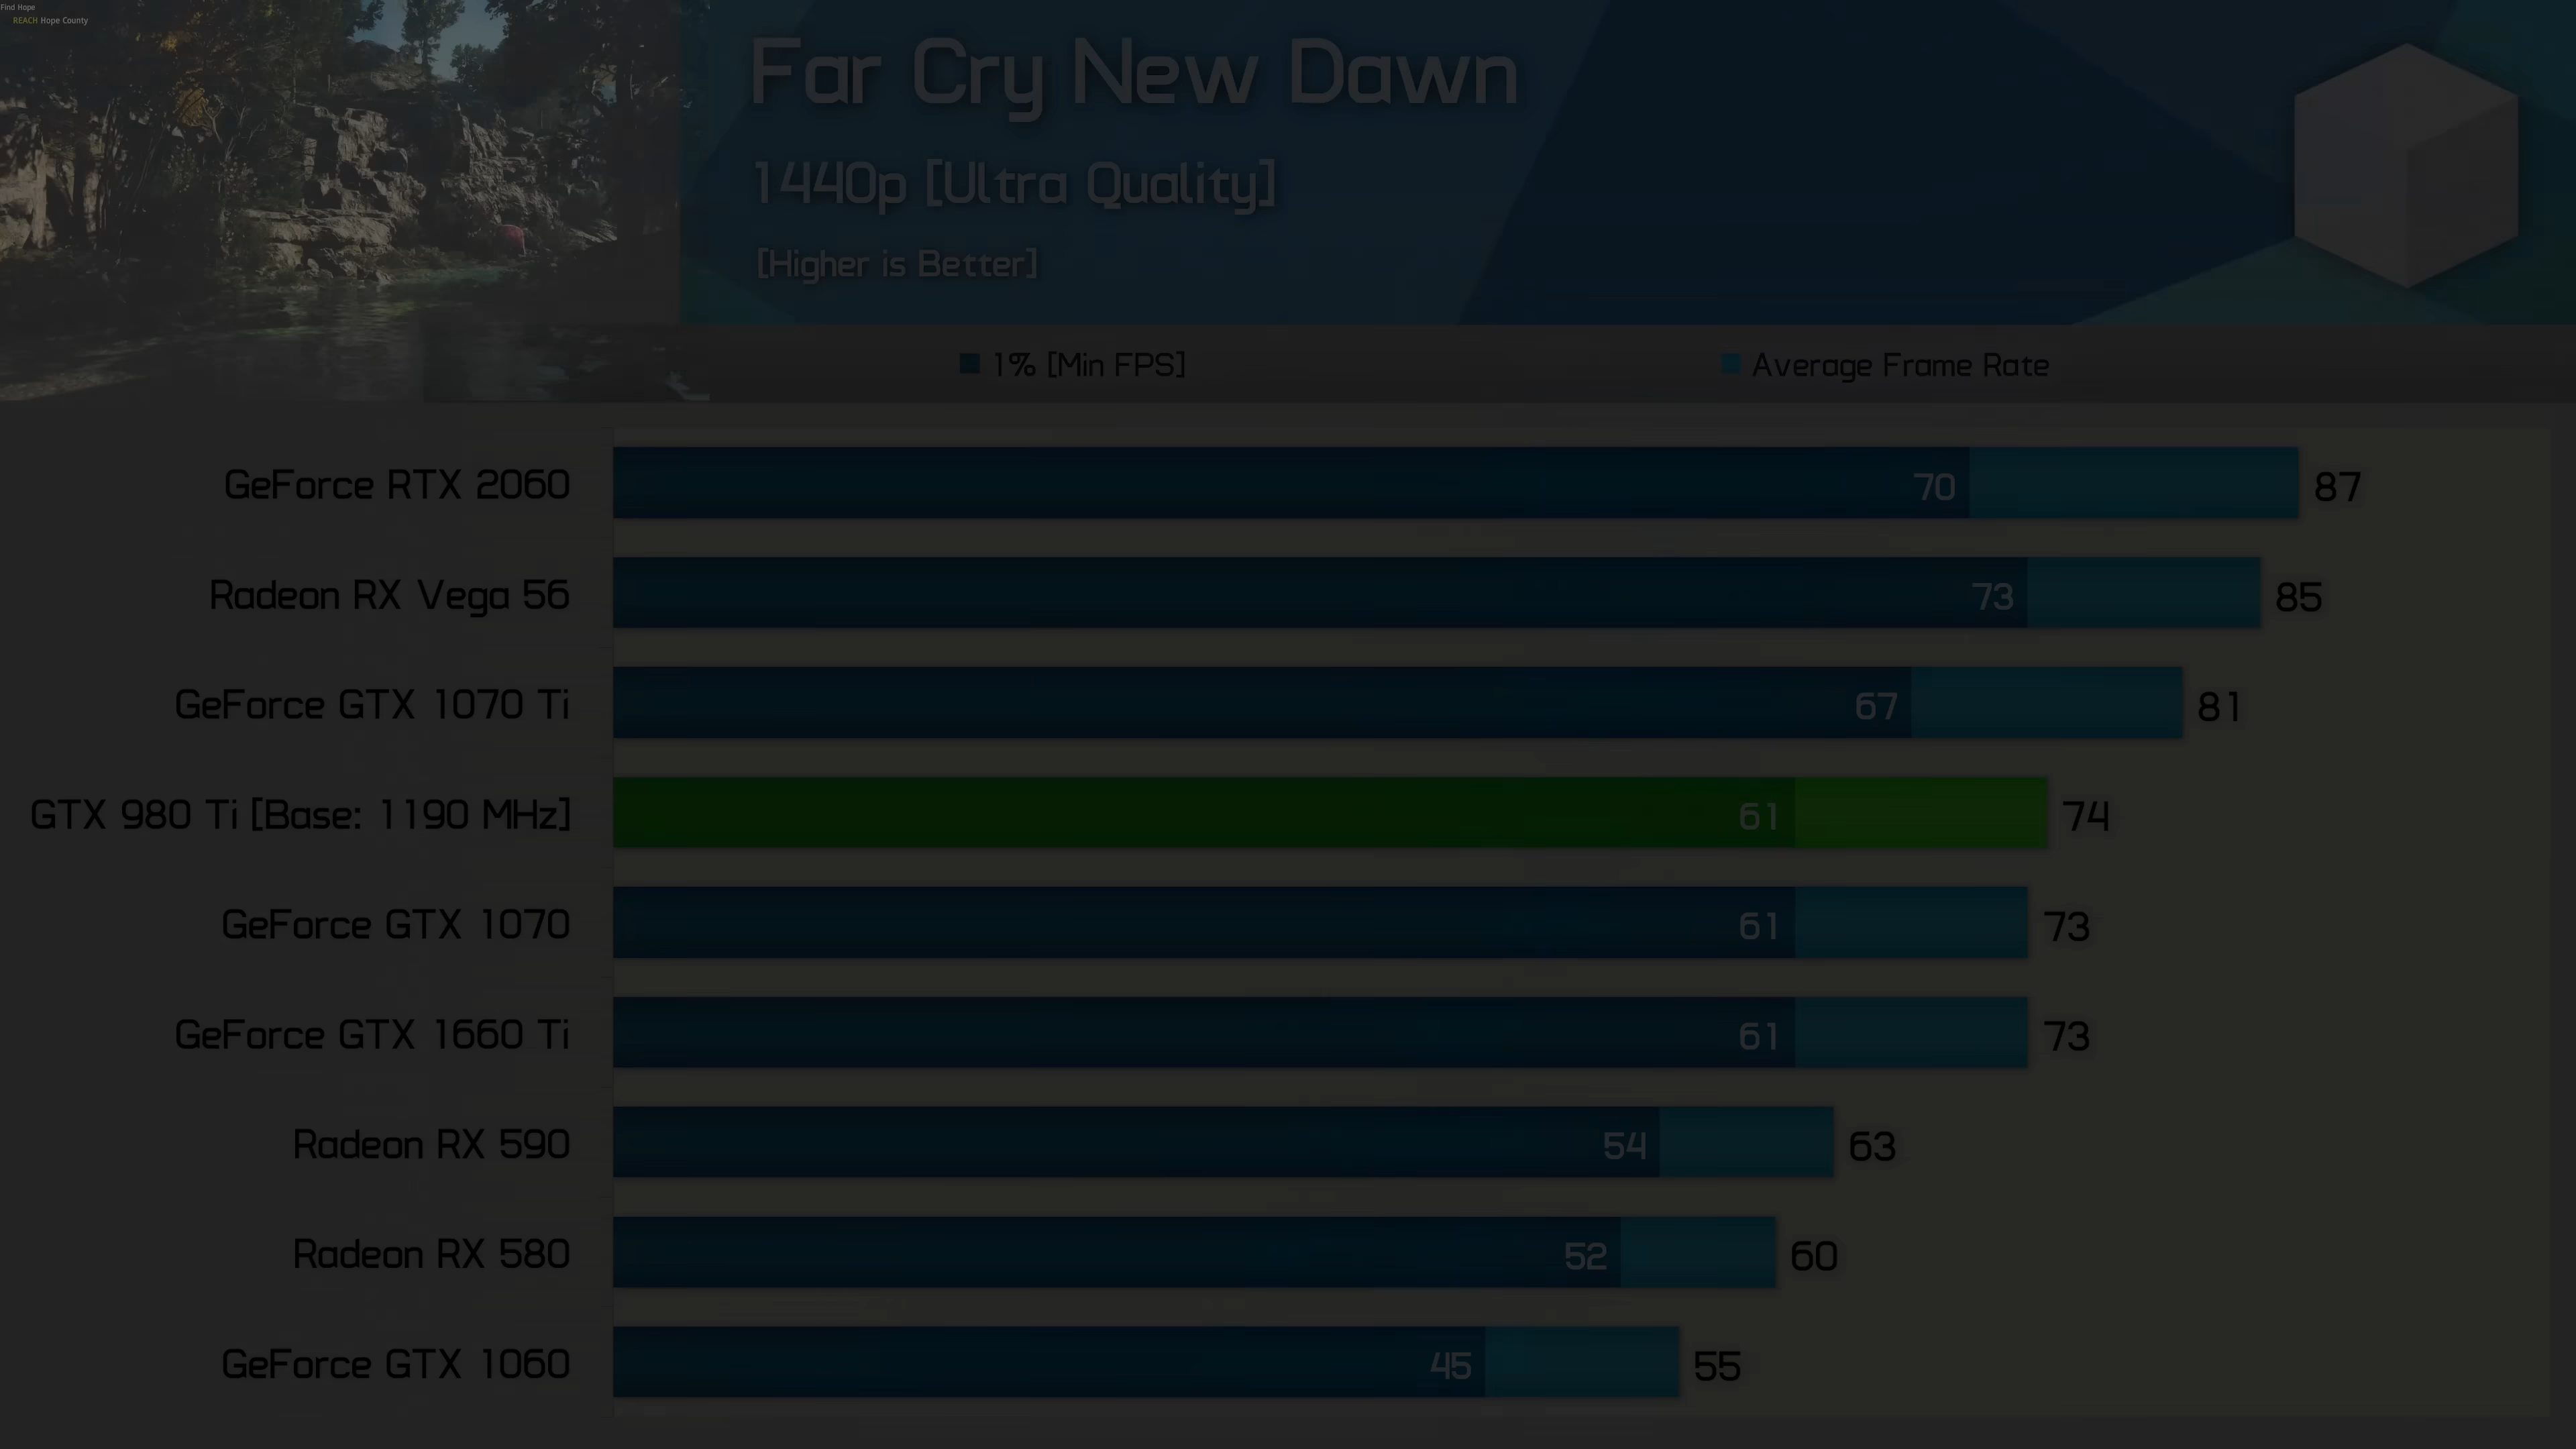 Find Hope
REACH Hope County
Far Cry New Dawn
1440p [Ultra Quality]
[Higher is Better]
1% [Min FPS]
Average Frame Rate
GeForce RTX 2060 70 87
Radeon RX Vega 56 73 85
GeForce GTX 1070 Ti 67 81
GTX 980 Ti [Base: 1190 MHz] 61 74
GeForce GTX 1070 61 73
GeForce GTX 1660 Ti 61 73
Radeon RX 590 54 63
Radeon RX 580 52 60
GeForce GTX 1060 45 55